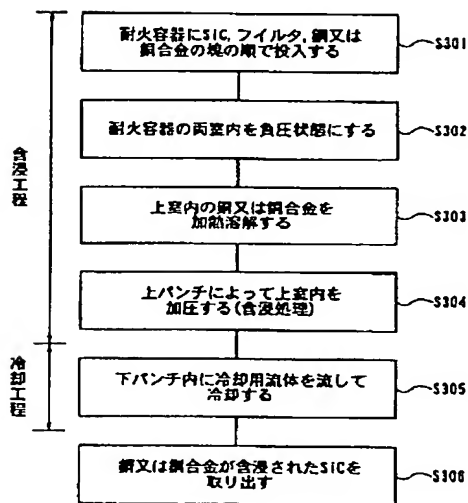 耐火容器にSiC, フィルタ, 銅又は
銅合金の塊の順で投入する
S301
耐火容器の両室内を負圧状態にする
S302
含浸工程
上室内の銅又は銅合金を
加熱溶解する
S303
上パンチによって上室内を
加圧する(含浸処理)
S304
冷却工程
下パンチ内に冷却用流体を流して
冷却する
S305
銅又は銅合金が含浸されたSiCを
取り出す
S306